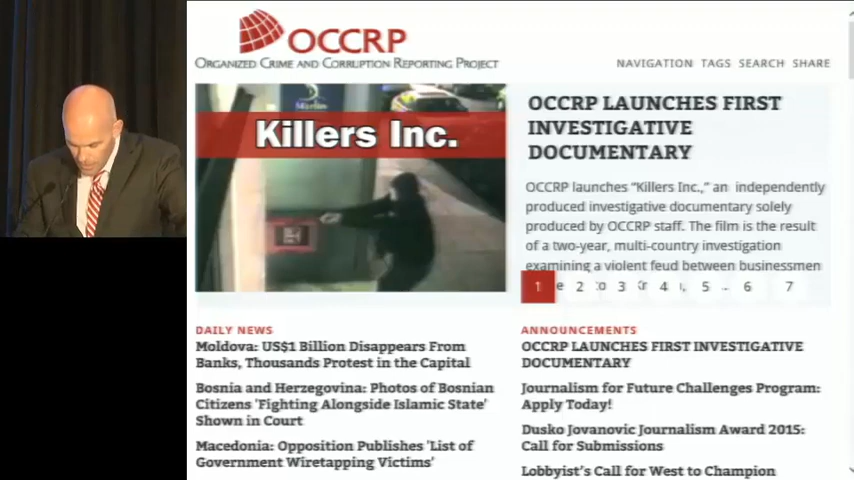 OCCRP
ORGANIZED CRIME AND CORRUPTION REPORTING PROJECT
NAVIGATION TAGS SEARCH SHARE
Killers Inc.
OCCRP LAUNCHES FIRST
INVESTIGATIVE
DOCUMENTARY
OCCRP launches “Killers Inc.,” an independently
produced investigative documentary solely
produced by OCCRP staff. The film is the result
of a two-year, multi-country investigation
examining a violent feud between businessmen
1 2 3 4 5 .. 6 7
DAILY NEWS
Moldova: US$1 Billion Disappears From
Banks, Thousands Protest in the Capital
Bosnia and Herzegovina: Photos of Bosnian
Citizens ‘Fighting Alongside Islamic State’
Shown in Court
Macedonia: Opposition Publishes ‘List of
Government Wiretapping Victims’
ANNOUNCEMENTS
OCCRP LAUNCHES FIRST INVESTIGATIVE
DOCUMENTARY
Journalism for Future Challenges Program:
Apply Today!
Dusko Jovanovic Journalism Award 2015:
Call for Submissions
Lobbyist’s Call for West to Champion